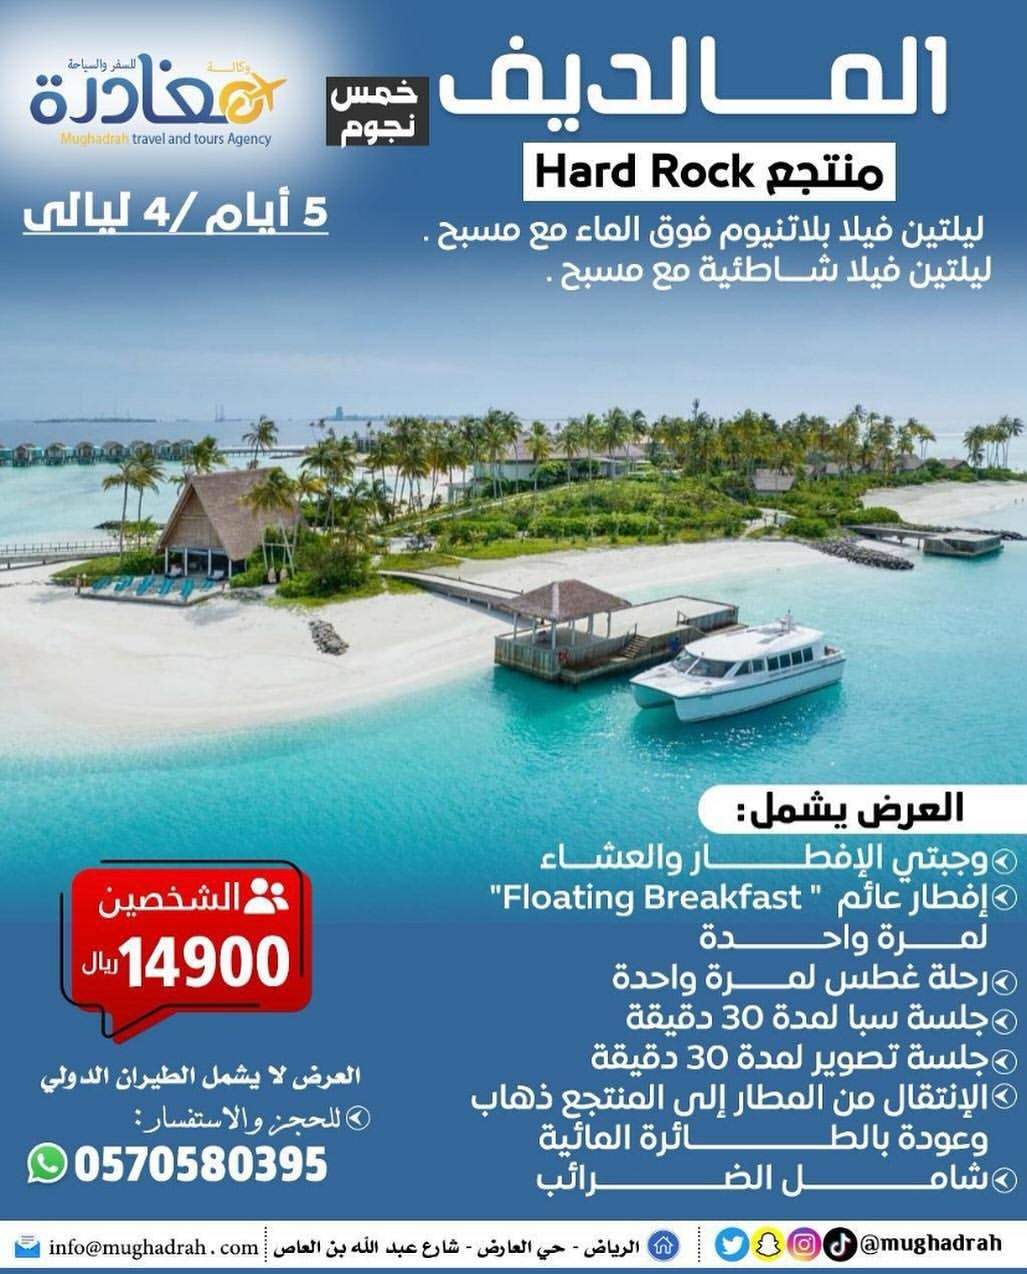 المـالديف
خمس
نجوم
وكالة للسفر والسياحة
مغادرة
Mughadrah travel and tours Agency
منتجع Hard Rock
5 أيام /4 ليالي
ليلتين فيلا بلاتنيوم فوق الماء مع مسبح .
ليلتين فيلا شاطئية مع مسبح .
العرض يشمل:
وجبتي الإفطار والعشاء
إفطار عائم " Floating Breakfast"
لمرة واحدة
رحلة غطس لمرة واحدة
جلسة سبا لمدة 30 دقيقة
جلسة تصوير لمدة 30 دقيقة
الإنتقال من المطار إلى المنتجع ذهاب
وعودة بالطائرة المائية
شامل الضرائب
الشخصين
14900 ريال
العرض لا يشمل الطيران الدولي
للحجز والاستفسار:
0570580395
@mughadrah
الرياض - حي العارض - شارع عبد الله بن العاص
info@mughadrah.com